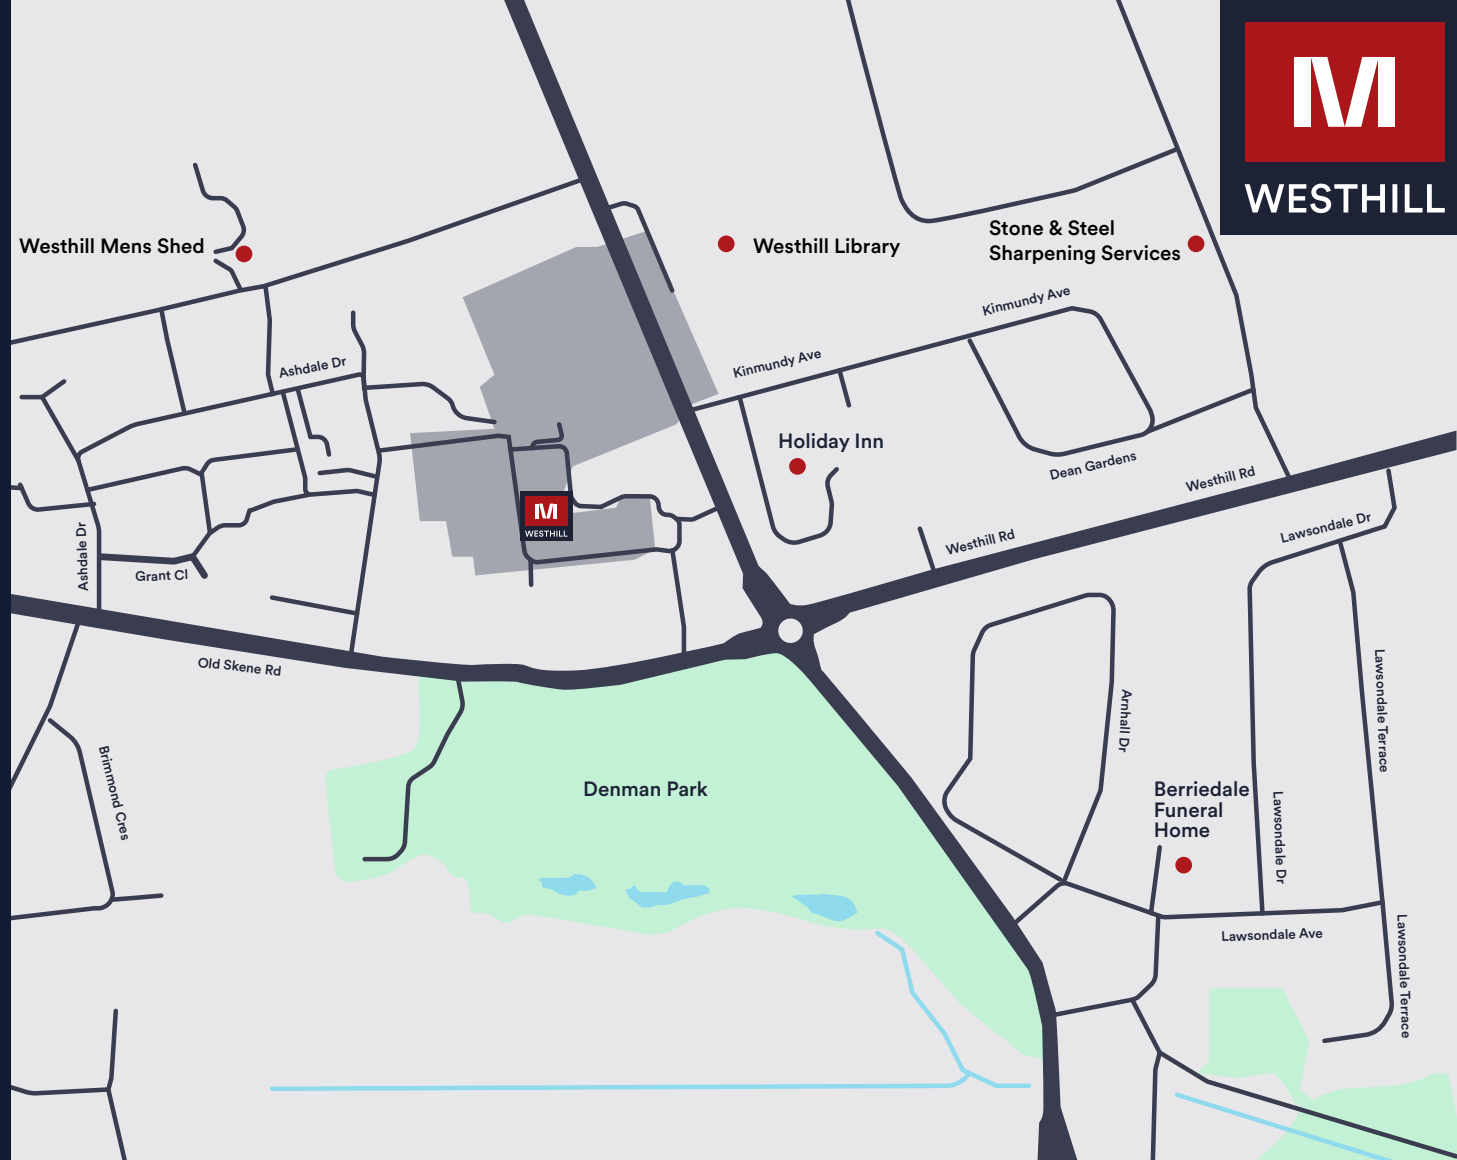 M
WESTHILL
Westhill Mens Shed
Westhill Library
Stone & Steel
Sharpening Services
Kinmundy Ave
Kinmundy Ave
Ashdale Dr
Holiday Inn
Dean Gardens
Westhill Rd
M
WESTHILL
Westhill Rd
Lawsondale Dr
Ashdale Dr
Grant Cl
Old Skene Rd
Lawsondale Terrace
Arnhall Dr
Brimmond Cres
Denman Park
Berriedale
Funeral
Home
Lawsondale Dr
Lawsondale Ave
Lawsondale Terrace